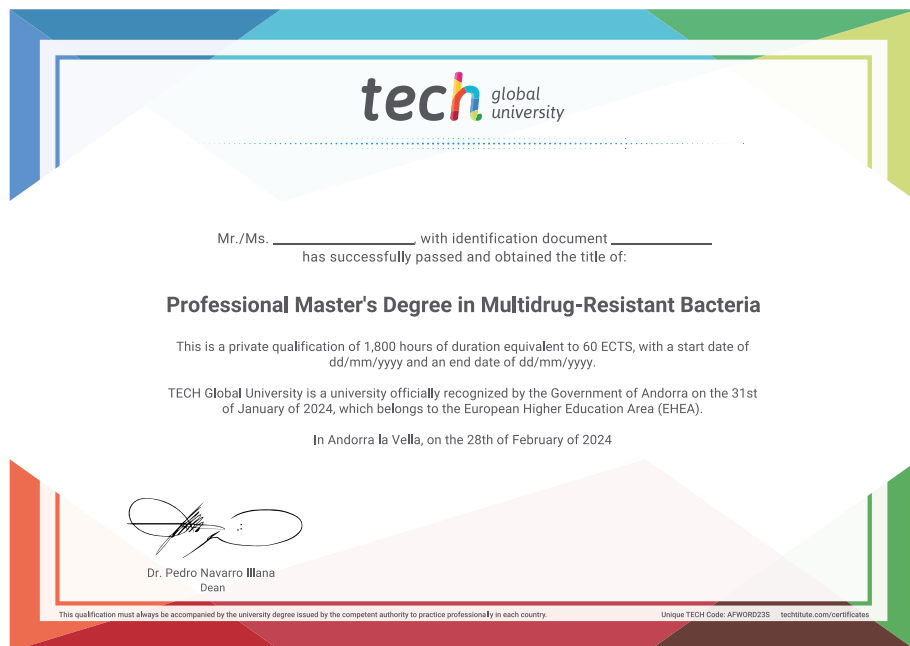 tech global
university
Mr./Ms. ____________________, with identification document ______________
has successfully passed and obtained the title of:
Professional Master's Degree in Multidrug-Resistant Bacteria
This is a private qualification of 1,800 hours of duration equivalent to 60 ECTS, with a start date of
dd/mm/yyyy and an end date of dd/mm/yyyy.
TECH Global University is a university officially recognized by the Government of Andorra on the 31st
of January of 2024, which belongs to the European Higher Education Area (EHEA).
In Andorra la Vella, on the 28th of February of 2024
Dr. Pedro Navarro Illana
Dean
This qualification must always be accompanied by the university degree issued by the competent authority to practice professionally in each country. Unique TECH Code: AFWORD23S techtitute.com/certificates